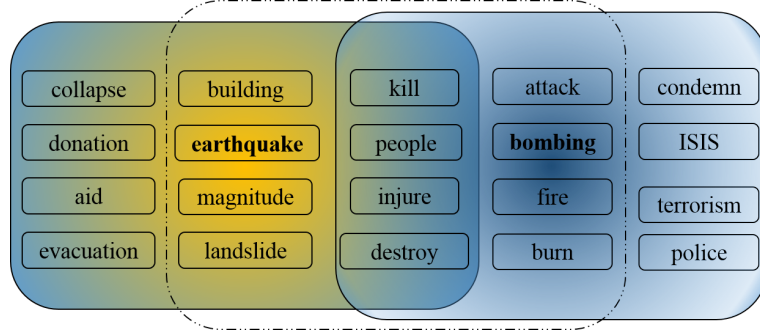 collapse building kill attack condemn
donation earthquake people bombing ISIS
aid magnitude injure fire terrorism
evacuation landslide destroy burn police